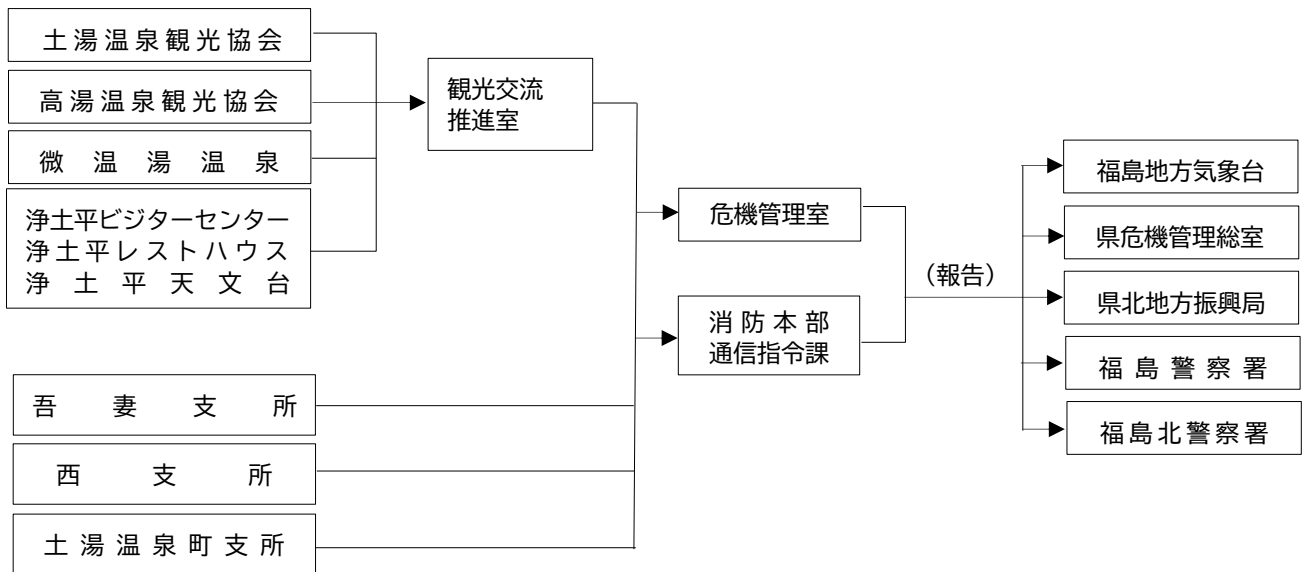 土湯温泉観光協会
高湯温泉観光協会
微温湯温泉
浄土平ビジターセンター
浄土平レストハウス
浄土平天文台
吾妻支所
西支所
土湯温泉町支所
観光交流
推進室
危機管理室
消防本部
通信指令課
（報告）
福島地方気象台
県危機管理総室
県北地方振興局
福島警察署
福島北警察署